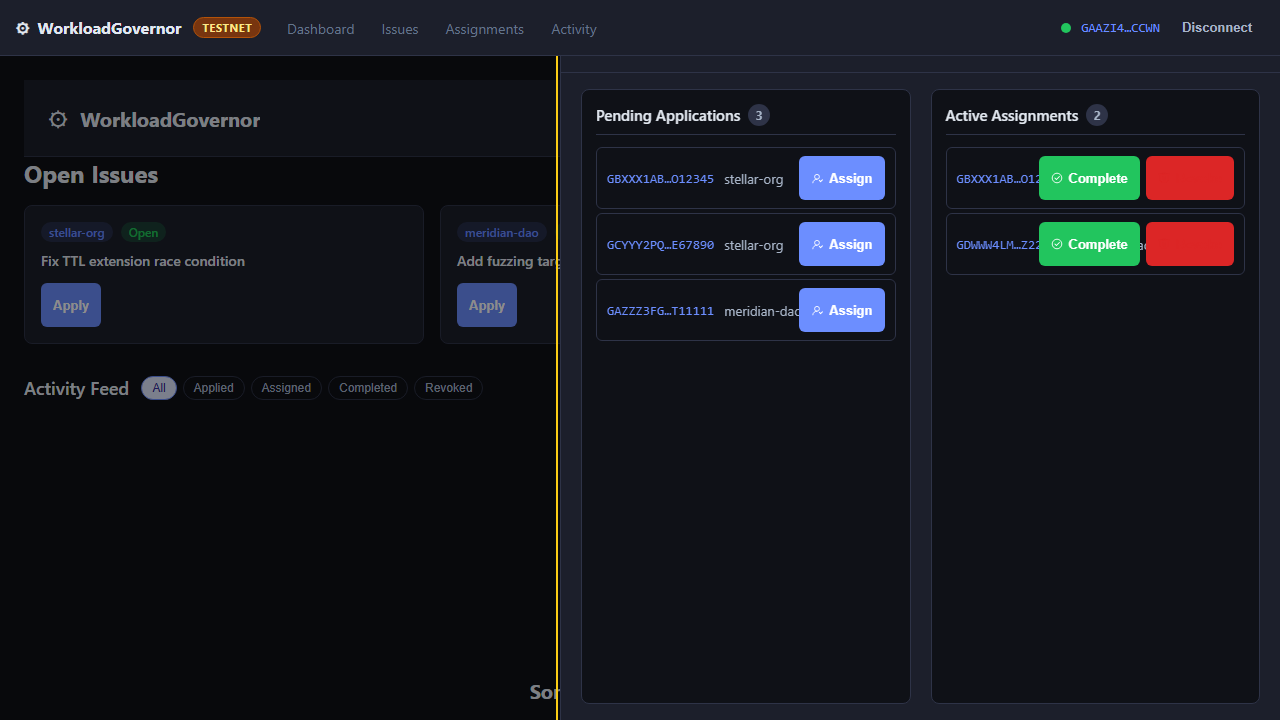 WorkloadGovernor TESTNET Dashboard Issues Assignments Activity GAAZI4…CCWN Disconnect
WorkloadGovernor
Open Issues
stellar-org Open
Fix TTL extension race condition
Apply
meridian-dao
Add fuzzing targ
Apply
Activity Feed All Applied Assigned Completed Revoked
Sor
Pending Applications 3
GBXXX1AB…O12345 stellar-org Assign
GCYYY2PQ…E67890 stellar-org Assign
GAZZZ3FG…T11111 meridian-dao Assign
Active Assignments 2
GBXXX1AB…O12 Complete
GDWWW4LM…Z22 Complete